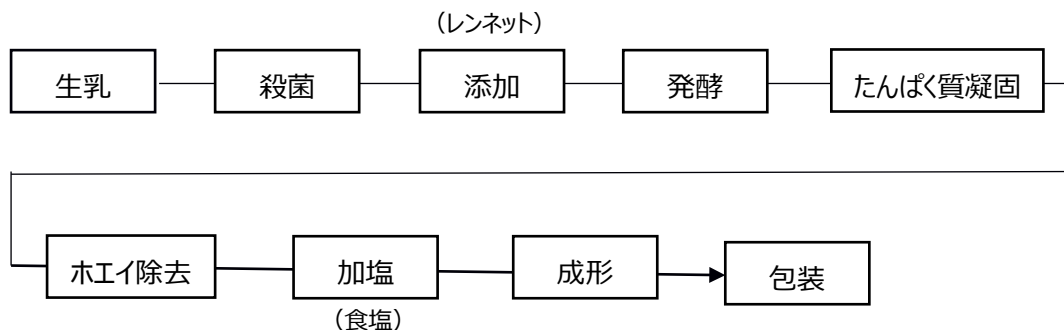 (レンネット)
生乳
殺菌
添加
発酵
たんぱく質凝固
ホエイ除去
加塩
成形
包装
(食塩)